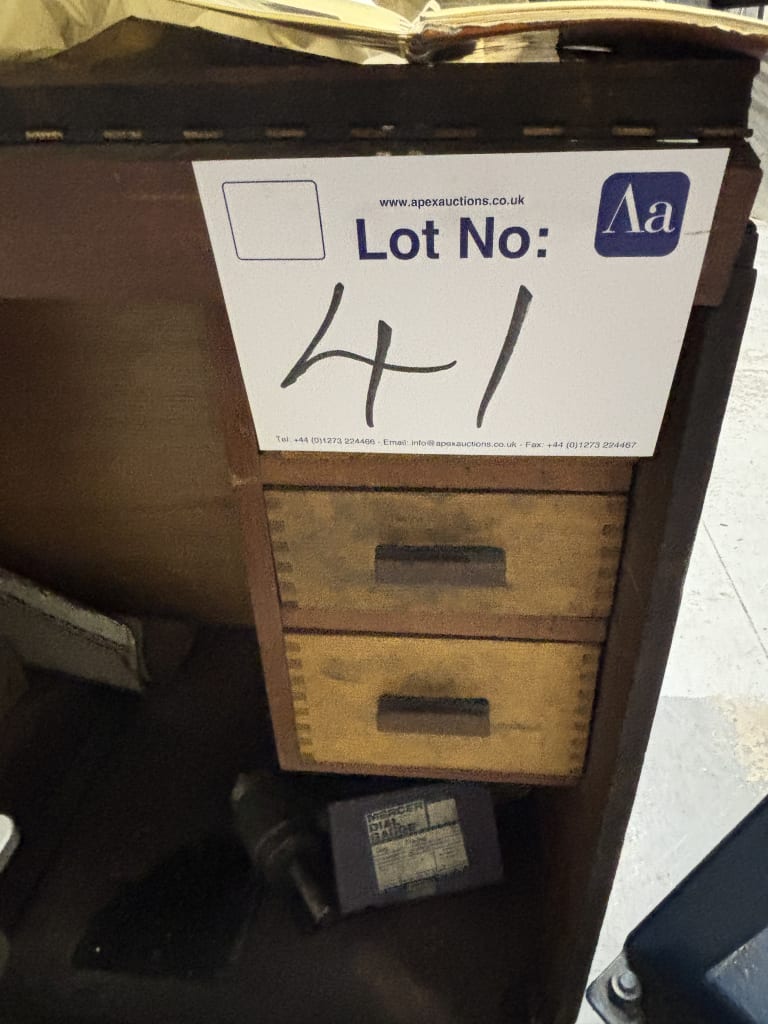 www.apexauctions.co.uk
Aa
Lot No:
41
Tel: +44 (0)1273 224466 - Email: info@apexauctions.co.uk - Fax: +44 (0)1273 224467
MERCER
DIAL
GAUGE